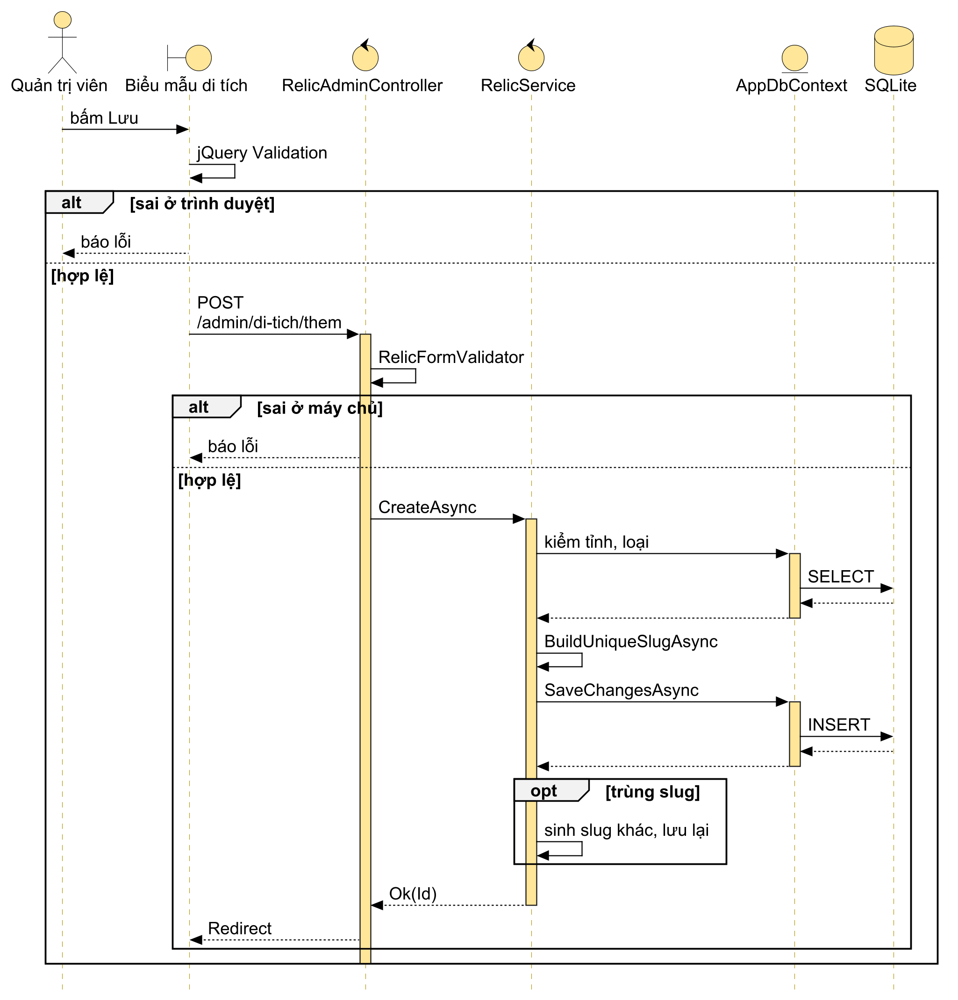 Quản trị viên
Biểu mẫu di tích
RelicAdminController
RelicService
AppDbContext
SQLite
bấm Lưu
jQuery Validation
alt
[sai ở trình duyệt]
báo lỗi
[hợp lệ]
POST
/admin/di-tich/them
RelicFormValidator
alt
[sai ở máy chủ]
báo lỗi
[hợp lệ]
CreateAsync
kiểm tỉnh, loại
SELECT
BuildUniqueSlugAsync
SaveChangesAsync
INSERT
opt
[trùng slug]
sinh slug khác, lưu lại
Ok(Id)
Redirect